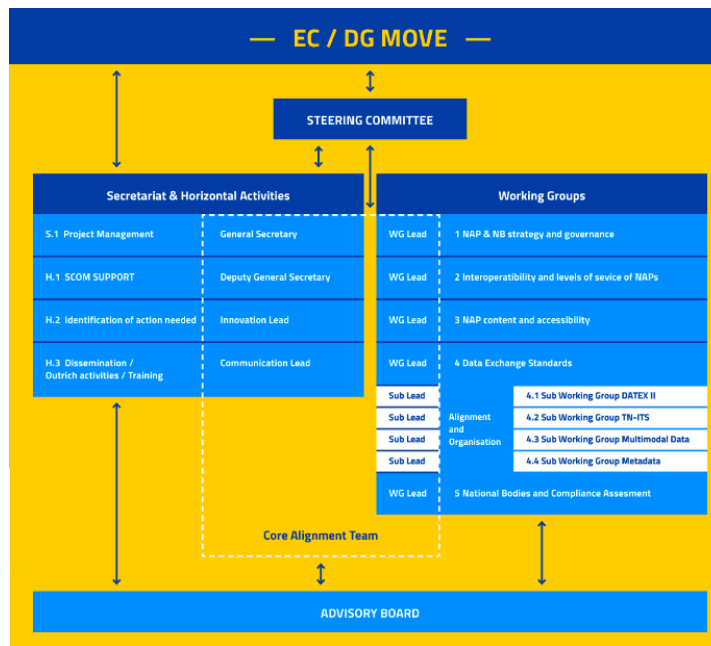 — EC / DG MOVE —
STEERING COMMITTEE
Secretariat & Horizontal Activities
S.1 Project Management
General Secretary
H.1 SCOM SUPPORT
Deputy General Secretary
H.2 Identification of action needed
Innovation Lead
H.3 Dissemination /
Outrich activities / Training
Communication Lead
Working Groups
WG Lead
1 NAP & NB strategy and governance
WG Lead
2 Interoperatibility and levels of sevice of NAPs
WG Lead
3 NAP content and accessibility
WG Lead
4 Data Exchange Standards
Sub Lead
Sub Lead
Sub Lead
Sub Lead
Alignment
and
Organisation
4.1 Sub Working Group DATEX II
4.2 Sub Working Group TN-ITS
4.3 Sub Working Group Multimodal Data
4.4 Sub Working Group Metadata
WG Lead
5 National Bodies and Compliance Assesment
Core Alignment Team
ADVISORY BOARD